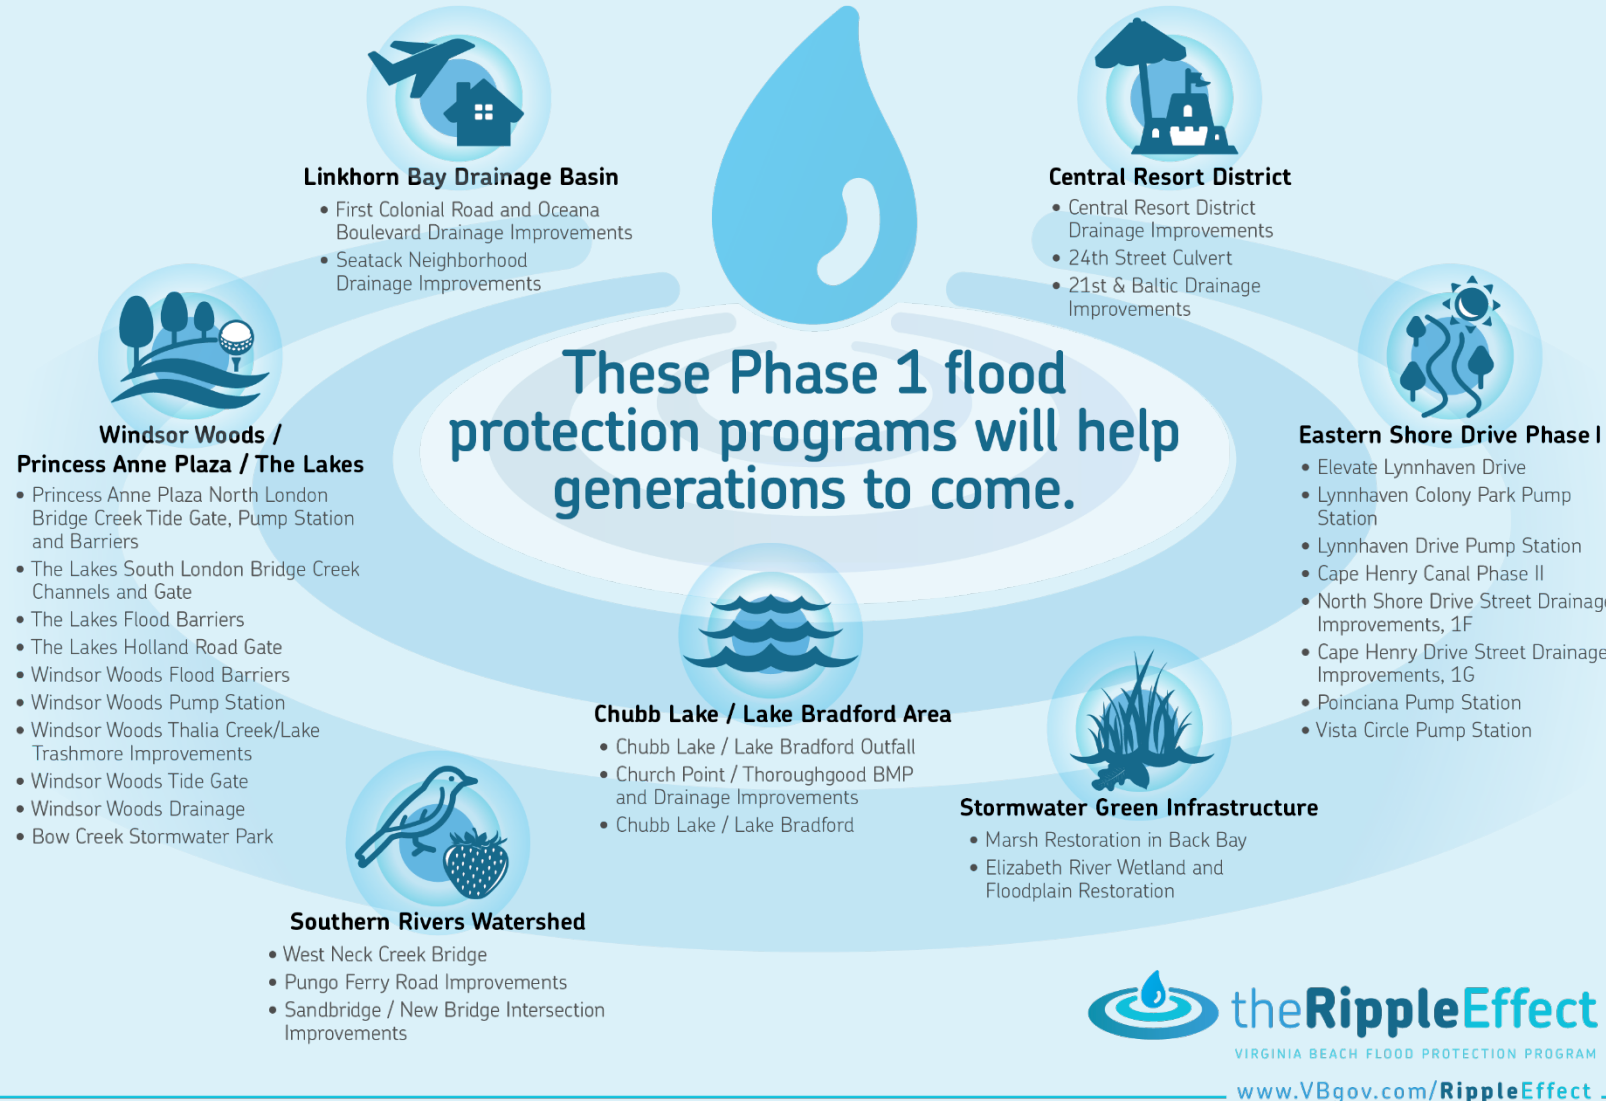 Linkhorn Bay Drainage Basin
• First Colonial Road and Oceana
Boulevard Drainage Improvements
• Seatack Neighborhood
Drainage Improvements
Central Resort District
• Central Resort District
Drainage Improvements
• 24th Street Culvert
• 21st & Baltic Drainage
Improvements
These Phase 1 flood
protection programs will help
generations to come.
Windsor Woods /
Princess Anne Plaza / The Lakes
• Princess Anne Plaza North London
Bridge Creek Tide Gate, Pump Station
and Barriers
• The Lakes South London Bridge Creek
Channels and Gate
• The Lakes Flood Barriers
• The Lakes Holland Road Gate
• Windsor Woods Flood Barriers
• Windsor Woods Pump Station
• Windsor Woods Thalia Creek/Lake
Trashmore Improvements
• Windsor Woods Tide Gate
• Windsor Woods Drainage
• Bow Creek Stormwater Park
Eastern Shore Drive Phase I
• Elevate Lynnhaven Drive
• Lynnhaven Colony Park Pump
Station
• Lynnhaven Drive Pump Station
• Cape Henry Canal Phase II
• North Shore Drive Street Drainage
Improvements, 1F
• Cape Henry Drive Street Drainage
Improvements, 1G
• Poinciana Pump Station
• Vista Circle Pump Station
Chubb Lake / Lake Bradford Area
• Chubb Lake / Lake Bradford Outfall
• Church Point / Thoroughgood BMP
and Drainage Improvements
• Chubb Lake / Lake Bradford
Stormwater Green Infrastructure
• Marsh Restoration in Back Bay
• Elizabeth River Wetland and
Floodplain Restoration
Southern Rivers Watershed
• West Neck Creek Bridge
• Pungo Ferry Road Improvements
• Sandbridge / New Bridge Intersection
Improvements
theRippleEffect
VIRGINIA BEACH FLOOD PROTECTION PROGRAM
www.VBgov.com/RippleEffect